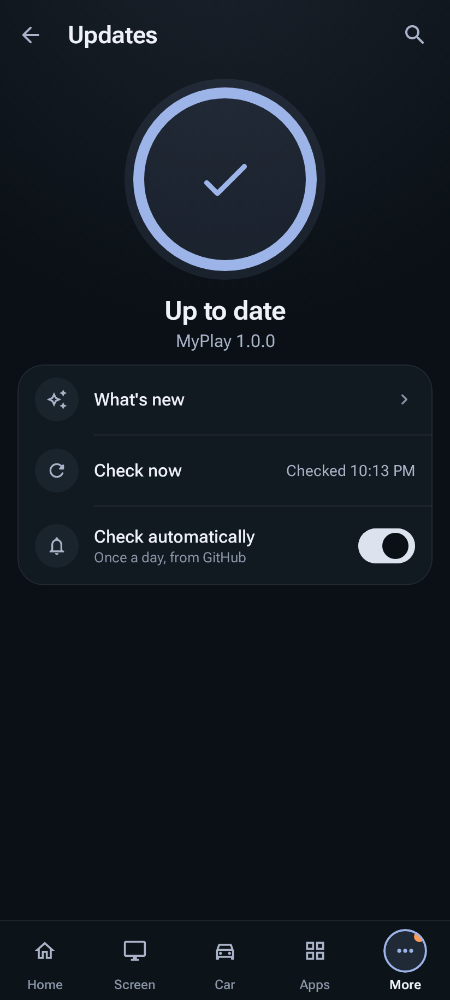 Updates
Up to date
MyPlay 1.0.0
What's new
Check now
Checked 10:13 PM
Check automatically
Once a day, from GitHub
Home
Screen
Car
Apps
More